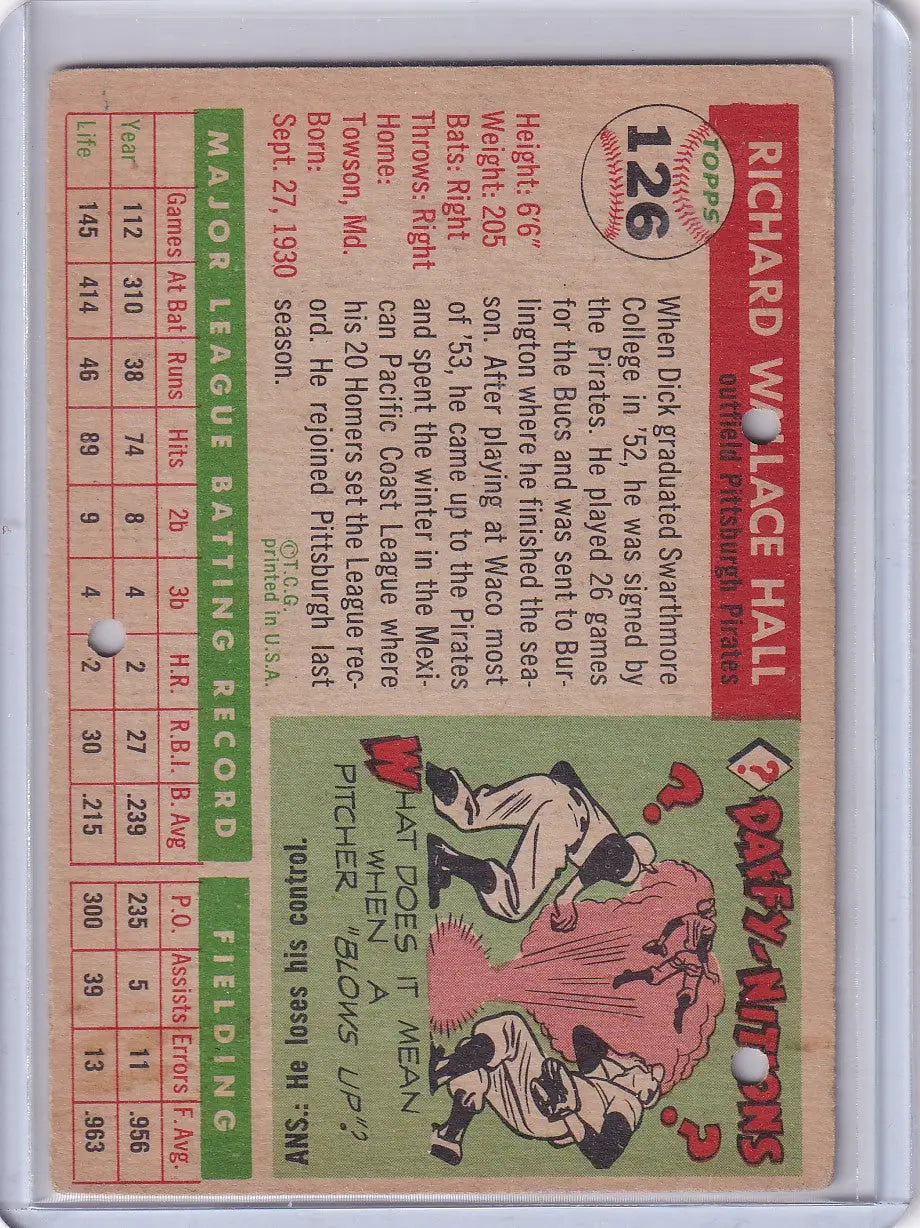 TOPPS
126
RICHARD WALLACE HALL
outfield Pittsburgh Pirates
Height: 6'6"
Weight: 205
Bats: Right
Throws: Right
Home:
Towson, Md.
Born:
Sept. 27, 1930
When Dick graduated Swarthmore
College in '52, he was signed by
the Pirates. He played 26 games
for the Bucs and was sent to Bur-
lington where he finished the sea-
son. After playing at Waco most
of '53, he came up to the Pirates
and spent the winter in the Mexi-
can Pacific Coast League where
his 20 Homers set the League rec-
ord. He rejoined Pittsburgh last
season.
©T.C.G.
printed in U.S.A.
? DAFFY-NITIONS
? ?
WHAT DOES IT MEAN
WHEN A
PITCHER "BLOWS UP"?
ANS.: He loses his control.
MAJOR LEAGUE BATTING RECORD FIELDING
Games At Bat Runs Hits 2b 3b H.R. R.B.I. B. Avg P.O. Assists Errors F. Avg.
Year 112 310 38 74 8 4 2 27 .239 235 5 11 .956
Life 145 414 46 89 9 4 2 30 .215 300 39 13 .963